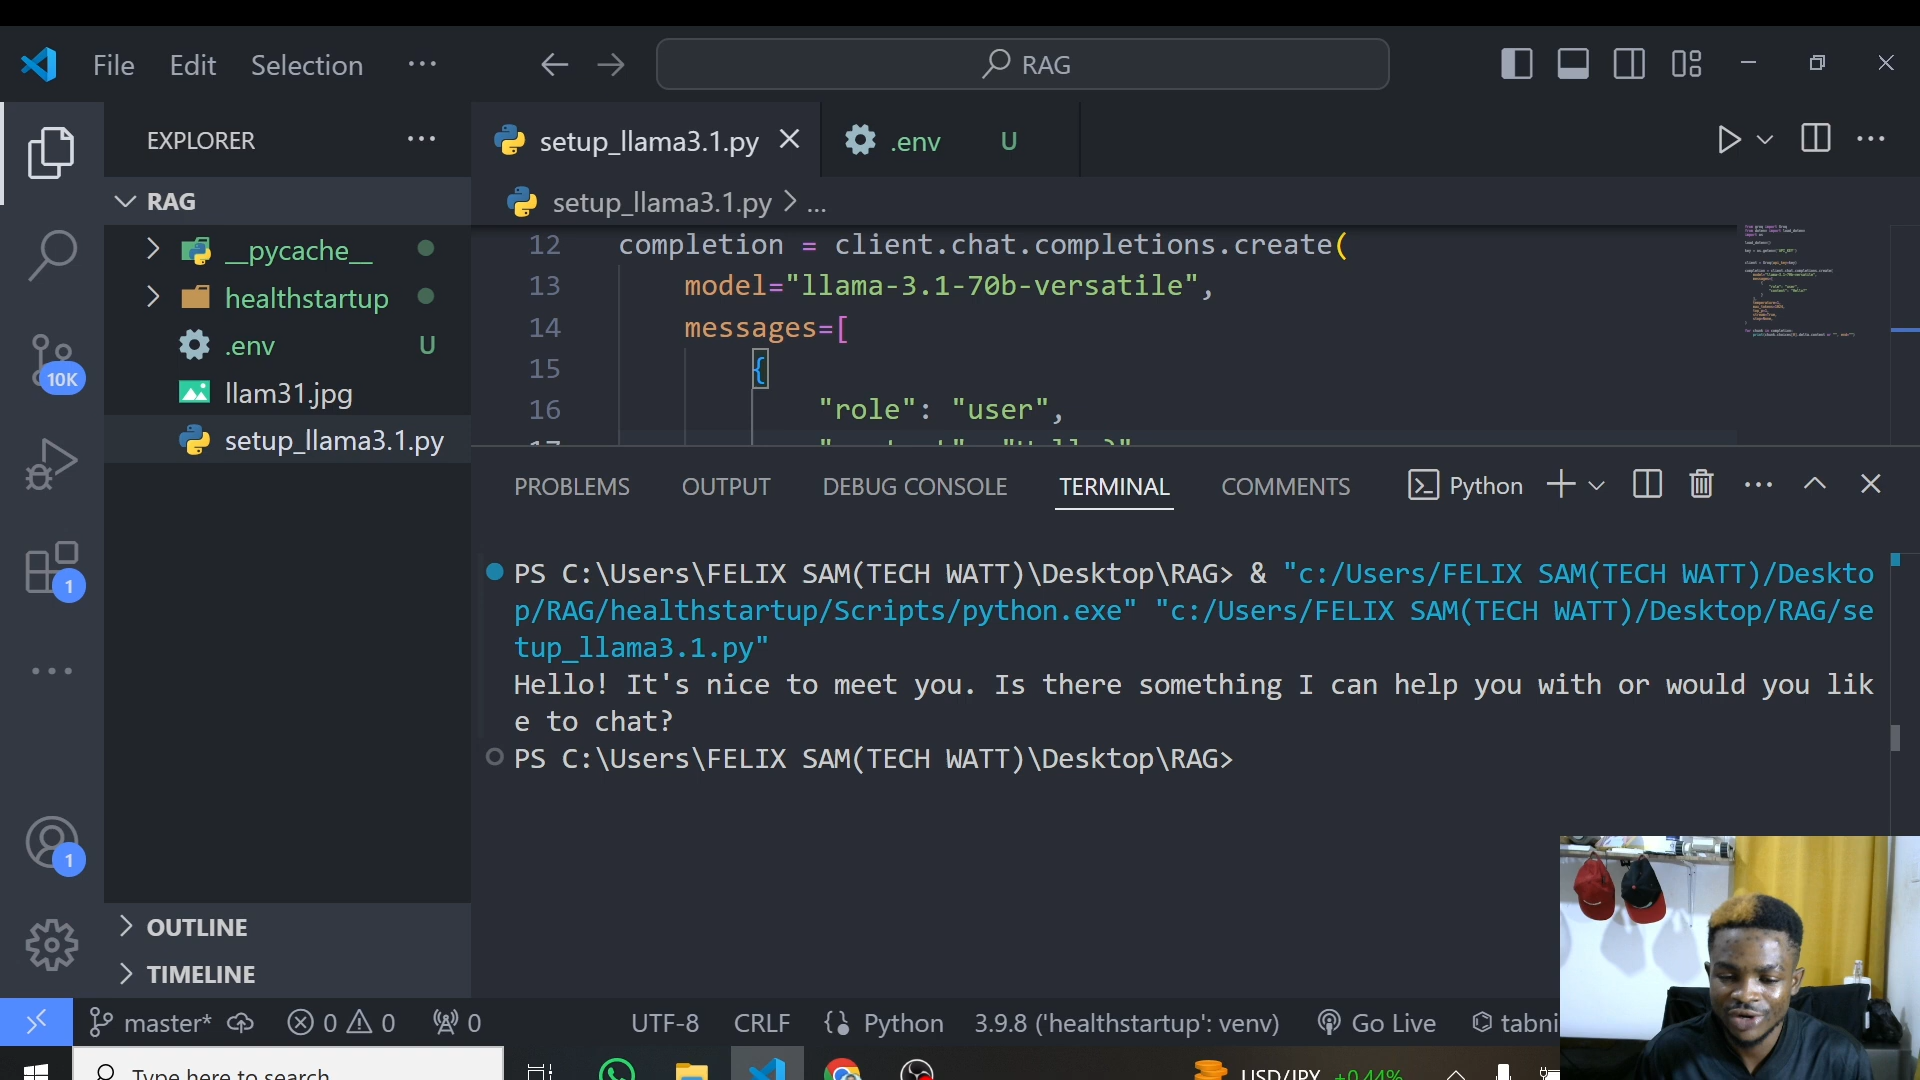 File Edit Selection ··· RAG
EXPLORER ···
setup_llama3.1.py .env U
RAG
setup_llama3.1.py > ...
__pycache__
healthstartup
.env U
llam31.jpg
setup_llama3.1.py
10K
1
1
12 completion = client.chat.completions.create(
13 model="llama-3.1-70b-versatile",
14 messages=[
15 {
16 "role": "user",
PROBLEMS OUTPUT DEBUG CONSOLE TERMINAL COMMENTS Python
PS C:\Users\FELIX SAM(TECH WATT)\Desktop\RAG> & "c:/Users/FELIX SAM(TECH WATT)/Deskto
p/RAG/healthstartup/Scripts/python.exe" "c:/Users/FELIX SAM(TECH WATT)/Desktop/RAG/se
tup_llama3.1.py"
Hello! It's nice to meet you. Is there something I can help you with or would you lik
e to chat?
PS C:\Users\FELIX SAM(TECH WATT)\Desktop\RAG>
OUTLINE
TIMELINE
master* 0 0 0 UTF-8 CRLF Python 3.9.8 ('healthstartup': venv) Go Live tabni
Type here to search USD/JPY +0.44%